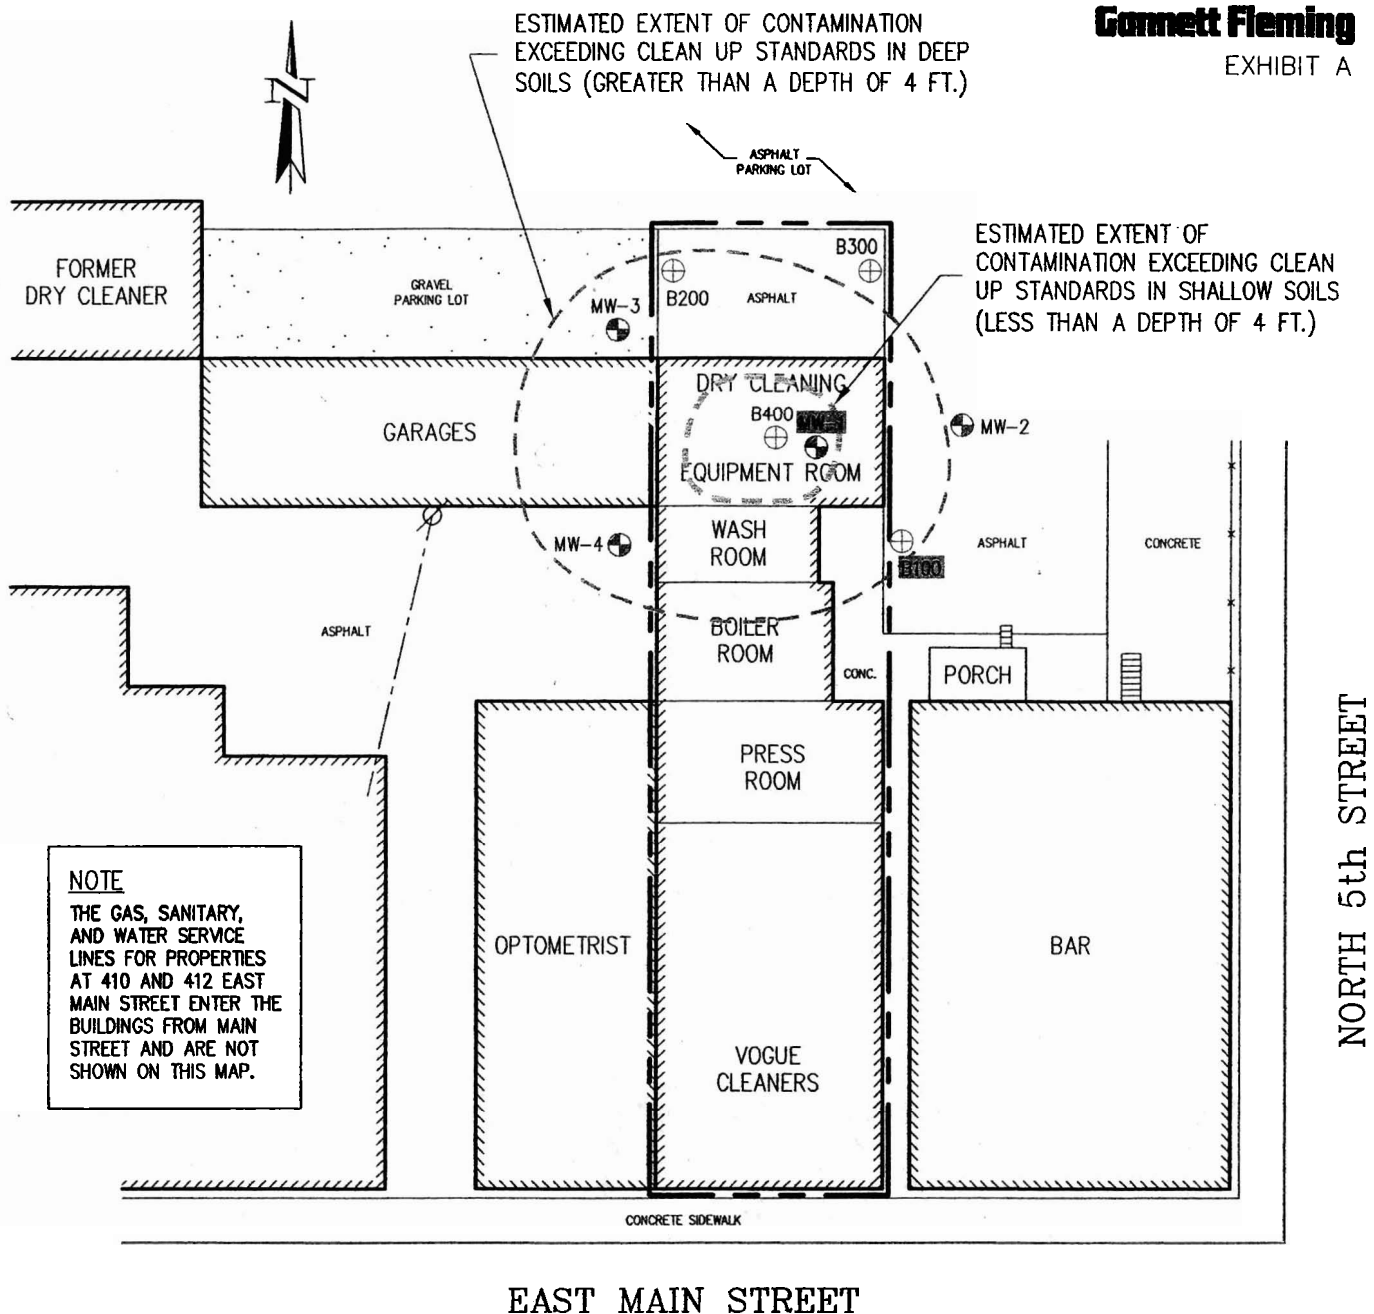 Gannett Fleming
EXHIBIT A
ESTIMATED EXTENT OF CONTAMINATION
EXCEEDING CLEAN UP STANDARDS IN DEEP
SOILS (GREATER THAN A DEPTH OF 4 FT.)
N
ASPHALT
PARKING LOT
ESTIMATED EXTENT OF
CONTAMINATION EXCEEDING CLEAN
UP STANDARDS IN SHALLOW SOILS
(LESS THAN A DEPTH OF 4 FT.)
FORMER
DRY CLEANER
GRAVEL
PARKING LOT
MW-3
B200
ASPHALT
B300
GARAGES
DRY CLEANING
B400
MW-1
EQUIPMENT ROOM
MW-2
WASH
ROOM
MW-4
B100
ASPHALT
CONCRETE
ASPHALT
BOILER
ROOM
CONC.
PORCH
PRESS
ROOM
NOTE
THE GAS, SANITARY,
AND WATER SERVICE
LINES FOR PROPERTIES
AT 410 AND 412 EAST
MAIN STREET ENTER THE
BUILDINGS FROM MAIN
STREET AND ARE NOT
SHOWN ON THIS MAP.
OPTOMETRIST
VOGUE
CLEANERS
BAR
NORTH 5th STREET
CONCRETE SIDEWALK
EAST MAIN STREET